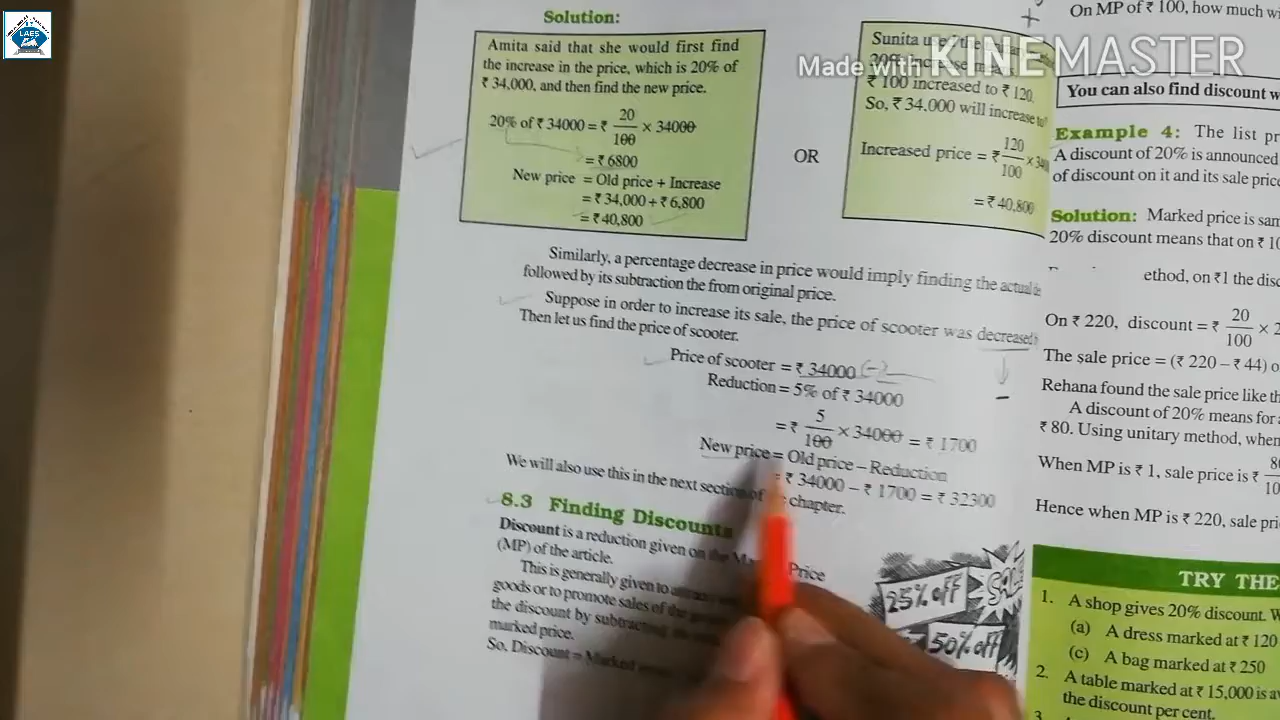 LAES
Made with KINEMASTER
Solution:
Amita said that she would first find
the increase in the price, which is 20% of
₹ 34,000, and then find the new price.
20% of ₹ 34000 = ₹ 20/100 × 34000
= ₹ 6800
New price = Old price + Increase
= ₹ 34,000 + ₹ 6,800
= ₹ 40,800
OR
Sunita
₹ 100 increased to ₹ 120.
So, ₹ 34,000 will increase to
Increased price = ₹ 120/100 ×
= ₹ 40,800
Similarly, a percentage decrease in price would imply finding the actual
followed by its subtraction the from original price.
Suppose in order to increase its sale, the price of scooter was decreased
Then let us find the price of scooter.
Price of scooter = ₹ 34000 (-)
Reduction = 5% of ₹ 34000
= ₹ 5/100 × 34000 = ₹ 1700
New price = Old price – Reduction
= ₹ 34000 – ₹ 1700 = ₹ 32300
We will also use this in the next section of chapter.
8.3 Finding Discounts
Discount is a reduction given on the Price
(MP) of the article.
This is generally given to
goods or to promote sales of the
the discount by subtracting
marked price.
So, Discount = Marked
25% off
SALE
50% off
On MP of ₹ 100, how much
You can also find discount
Example 4: The list
A discount of 20% is announced
of discount on it and its sale
Solution: Marked price is
20% discount means that on ₹
on ₹1 the
On ₹ 220, discount = ₹ 20/100 ×
The sale price = (₹ 220 – ₹ 44)
Rehana found the sale price like
A discount of 20% means for
₹ 80. Using unitary method,
When MP is ₹ 1, sale price is ₹
Hence when MP is ₹ 220, sale
TRY
1. A shop gives 20% discount.
(a) A dress marked at ₹ 120
(c) A bag marked at ₹ 250
2. A table marked at ₹ 15,000 is
the discount per cent.
3.